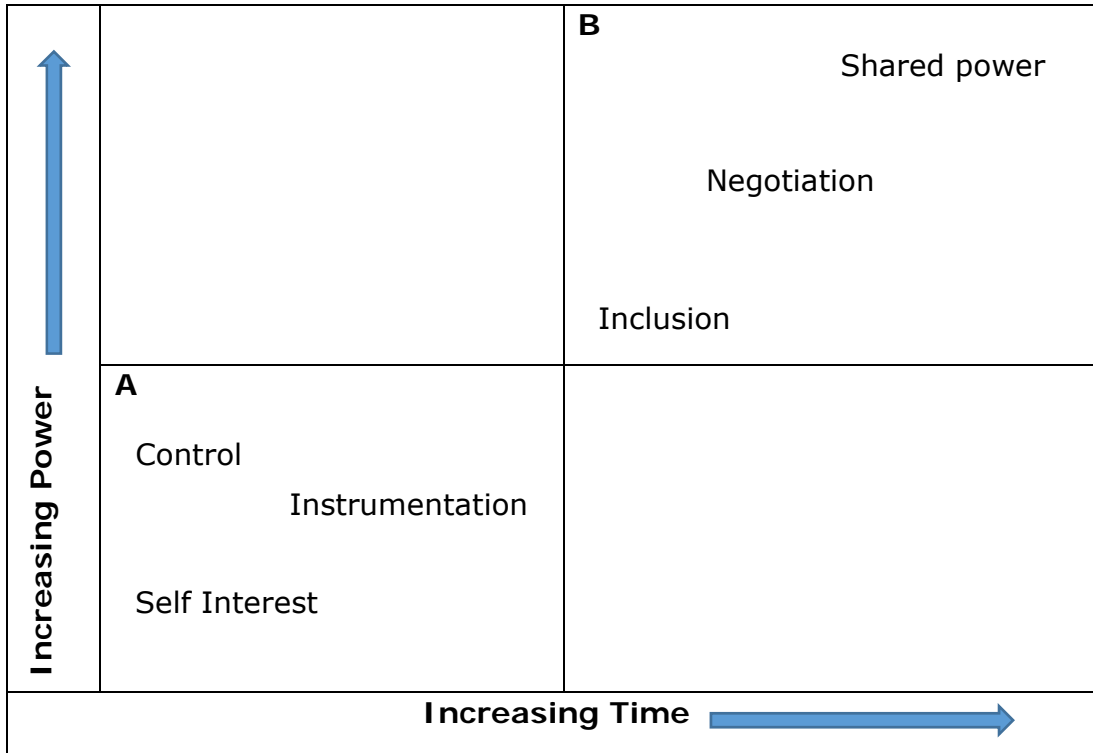 B
Shared power
Negotiation
Inclusion
A
Control
Instrumentation
Self Interest
Increasing Power
Increasing Time